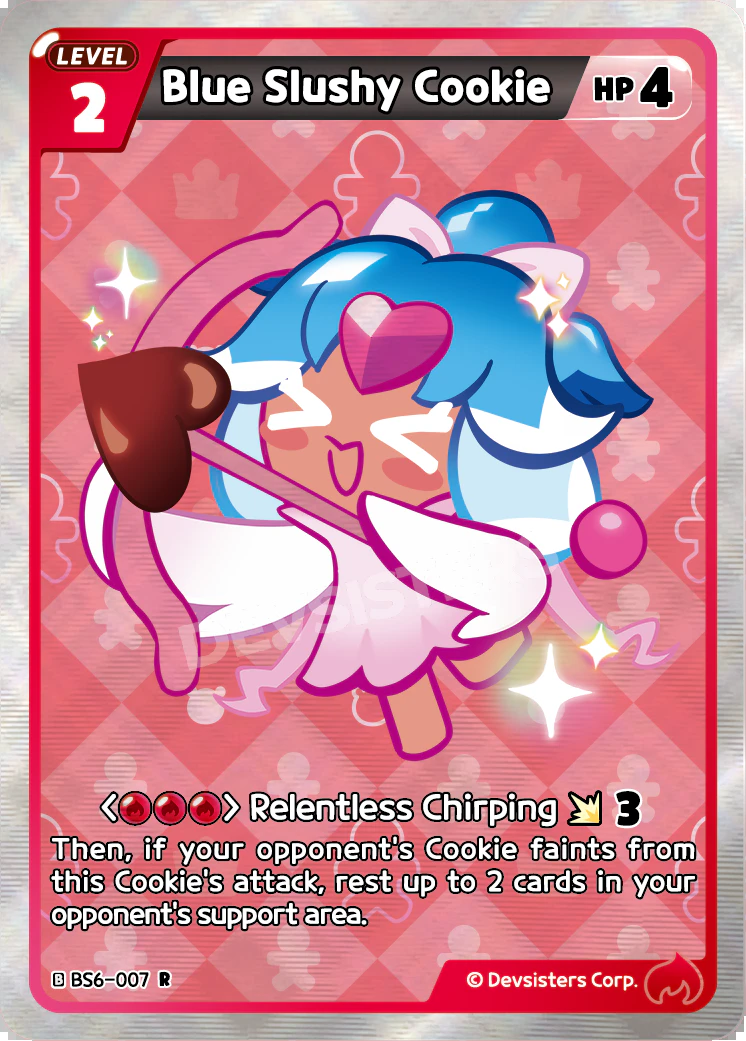 LEVEL
2
Blue Slushy Cookie
HP 4
< > Relentless Chirping 3
Then, if your opponent's Cookie faints from
this Cookie's attack, rest up to 2 cards in your
opponent's support area.
B BS6-007 R
© Devsisters Corp.